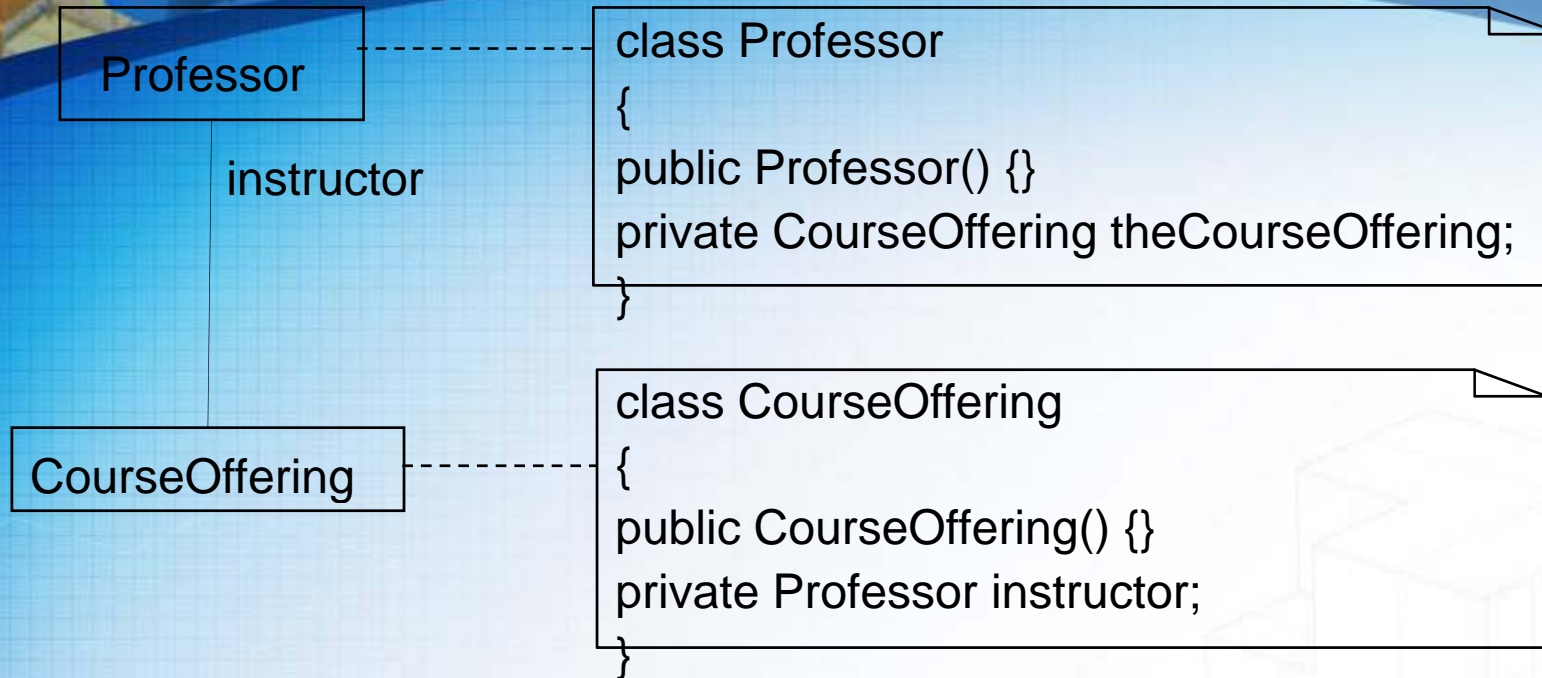 Professor
instructor
CourseOffering
class Professor
{
public Professor() {}
private CourseOffering theCourseOffering;
}
class CourseOffering
{
public CourseOffering() {}
private Professor instructor;
}